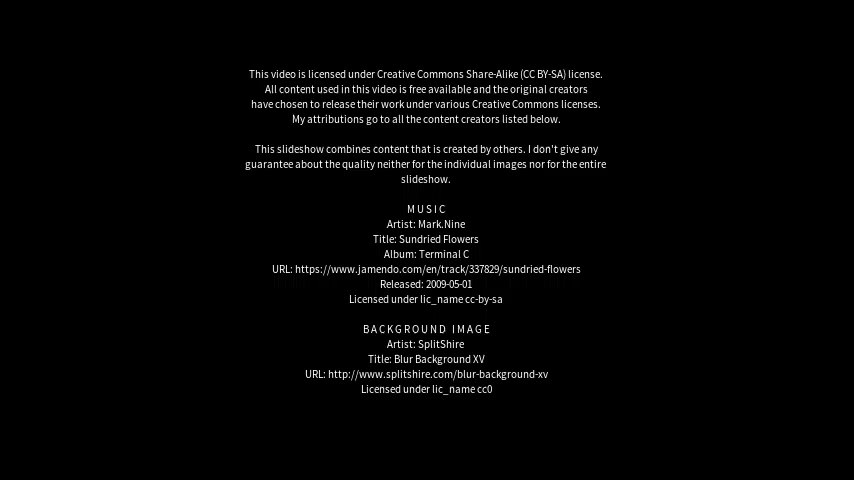 This video is licensed under Creative Commons Share-Alike (CC BY-SA) license.
All content used in this video is free available and the original creators
have chosen to release their work under various Creative Commons licenses.
My attributions go to all the content creators listed below.
This slideshow combines content that is created by others. I don't give any
guarantee about the quality neither for the individual images nor for the entire
slideshow.
MUSIC
Artist: Mark.Nine
Title: Sundried Flowers
Album: Terminal C
URL: https://www.jamendo.com/en/track/337829/sundried-flowers
Released: 2009-05-01
Licensed under lic_name cc-by-sa
BACKGROUND IMAGE
Artist: SplitShire
Title: Blur Background XV
URL: http://www.splitshire.com/blur-background-xv
Licensed under lic_name cc0